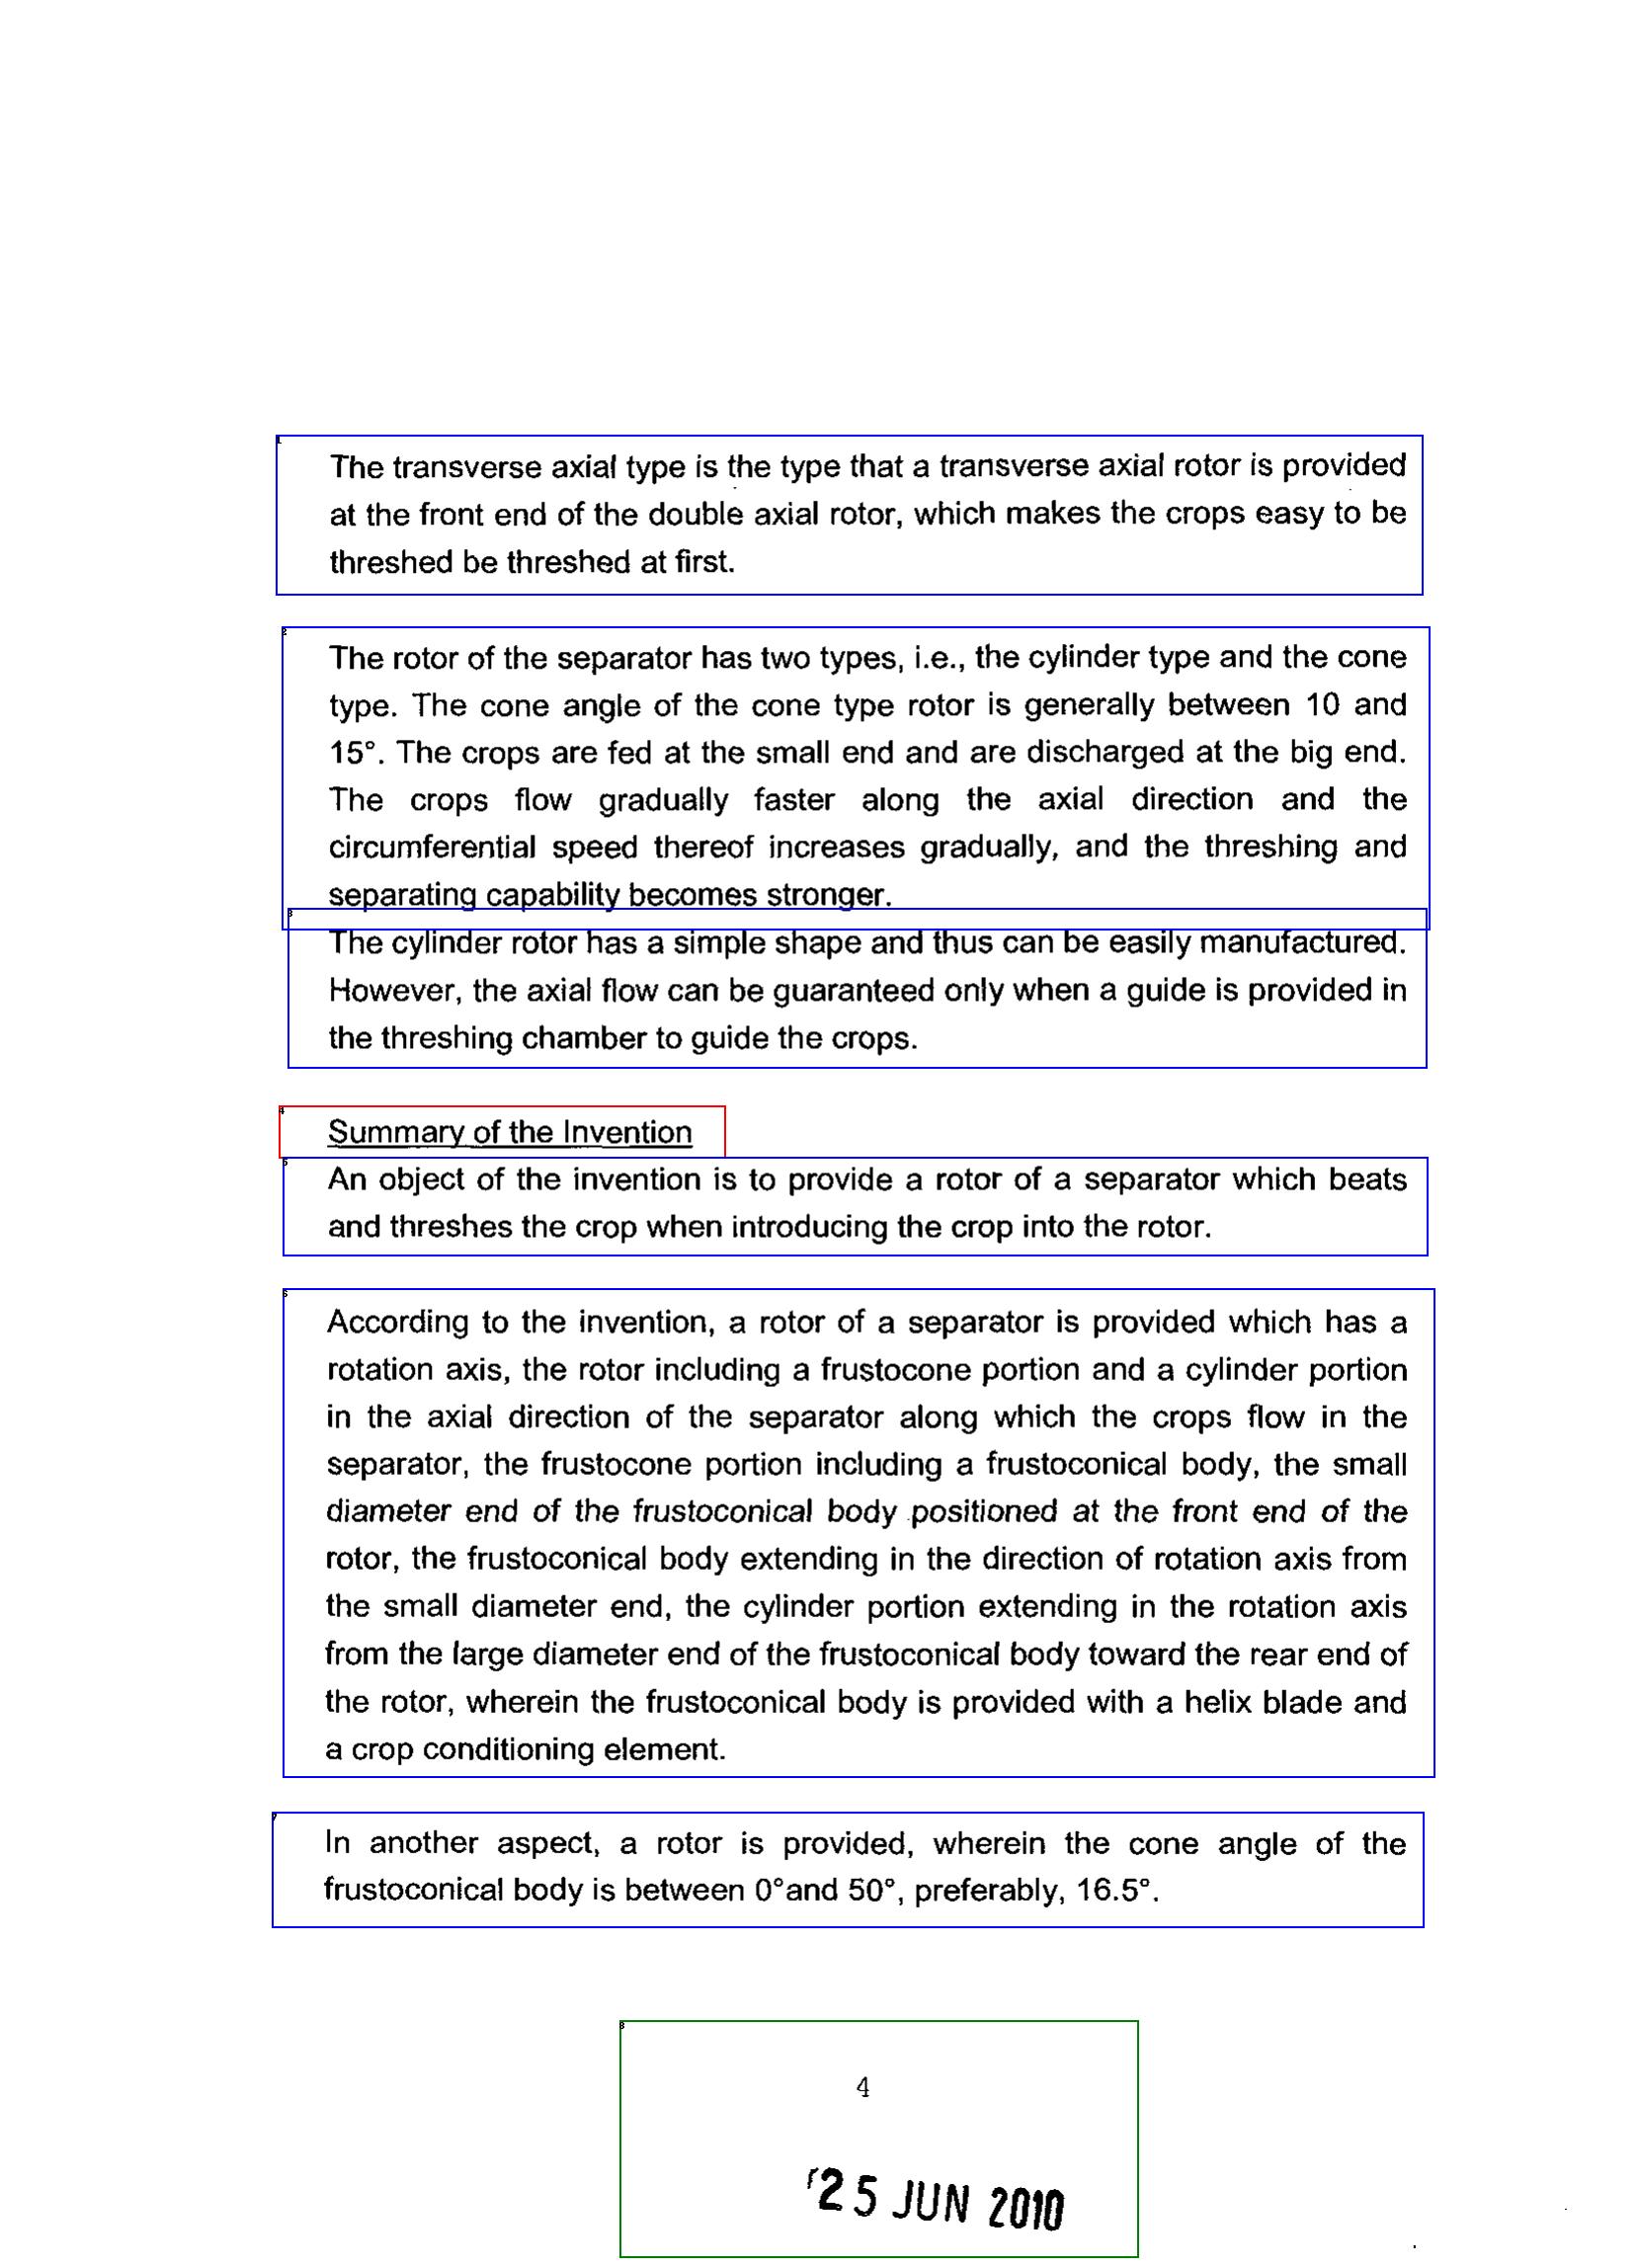 The transverse axial type is the type that a transverse axial rotor is provided
at the front end of the double axial rotor, which makes the crops easy to be
threshed be threshed at first.
The rotor of the separator has two types, i.e., the cylinder type and the cone
type. The cone angle of the cone type rotor is generally between 10 and
15°. The crops are fed at the small end and are discharged at the big end.
The crops flow gradually faster along the axial direction and the
circumferential speed thereof increases gradually, and the threshing and
separating capability becomes stronger.
The cylinder rotor has a simple shape and thus can be easily manufactured.
However, the axial flow can be guaranteed only when a guide is provided in
the threshing chamber to guide the crops.
Summary of the Invention
An object of the invention is to provide a rotor of a separator which beats
and threshes the crop when introducing the crop into the rotor.
According to the invention, a rotor of a separator is provided which has a
rotation axis, the rotor including a frustocone portion and a cylinder portion
in the axial direction of the separator along which the crops flow in the
separator, the frustocone portion including a frustoconical body, the small
diameter end of the frustoconical body positioned at the front end of the
rotor, the frustoconical body extending in the direction of rotation axis from
the small diameter end, the cylinder portion extending in the rotation axis
from the large diameter end of the frustoconical body toward the rear end of
the rotor, wherein the frustoconical body is provided with a helix blade and
a crop conditioning element.
In another aspect, a rotor is provided, wherein the cone angle of the
frustoconical body is between 0°and 50°, preferably, 16.5°.
4
25 JUN 2010